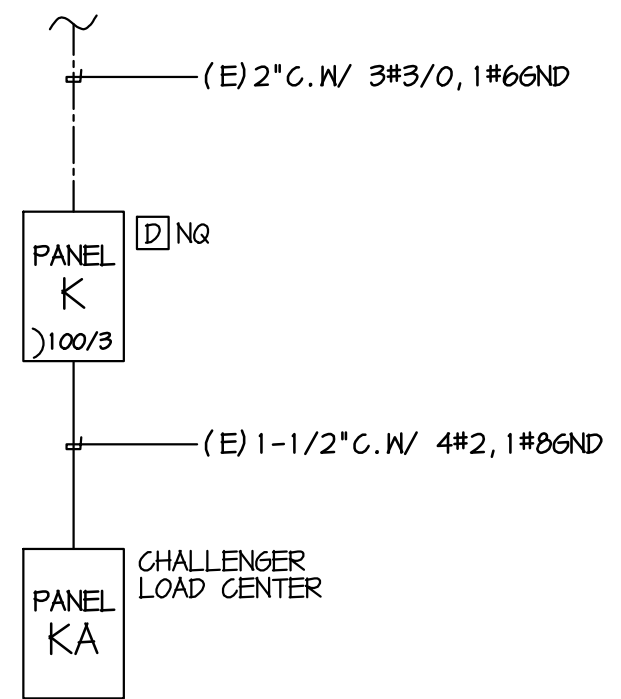 (E) 2"C.W/ 3#3/0, 1#6GND
D NQ
PANEL
K
)100/3
(E) 1-1/2"C.W/ 4#2, 1#8GND
CHALLENGER
LOAD CENTER
PANEL
KA